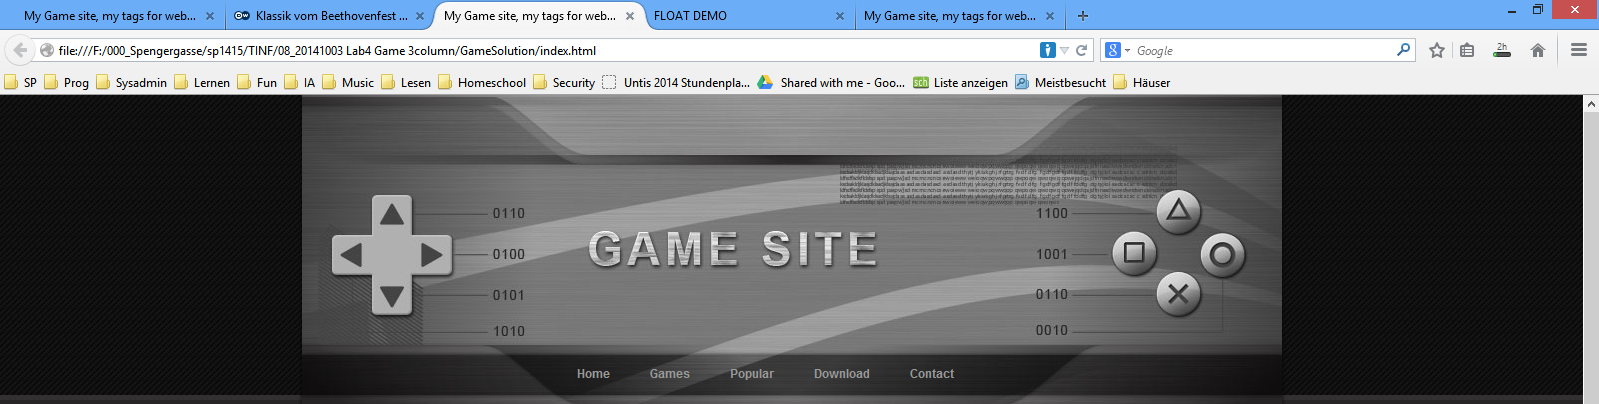 My Game site, my tags for web... Klassik vom Beethovenfest ... My Game site, my tags for web... FLOAT DEMO My Game site, my tags for web...
file:///F:/000_Spengergasse/sp1415/TINF/08_20141003 Lab4 Game 3column/GameSolution/index.html Google 2h
SP Prog Sysadmin Lernen Fun IA Music Lesen Homeschool Security Untis 2014 Stundenpla... Shared with me - Goo... sch Liste anzeigen Meistbesucht Häuser
0110 1100
GAME SITE
0100 1001
0101 0110
1010 0010
Home Games Popular Download Contact